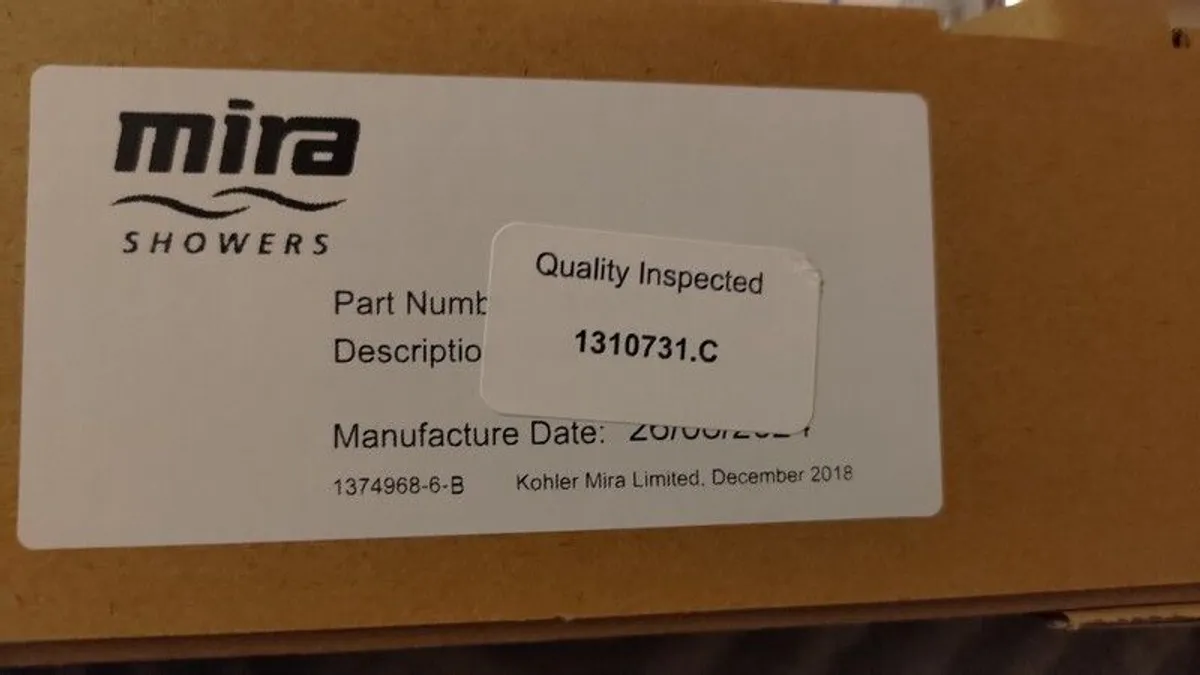 mira
SHOWERS
Quality Inspected
1310731.C
Part Numb
Descriptio
Manufacture Date:
1374968-6-B Kohler Mira Limited, December 2018